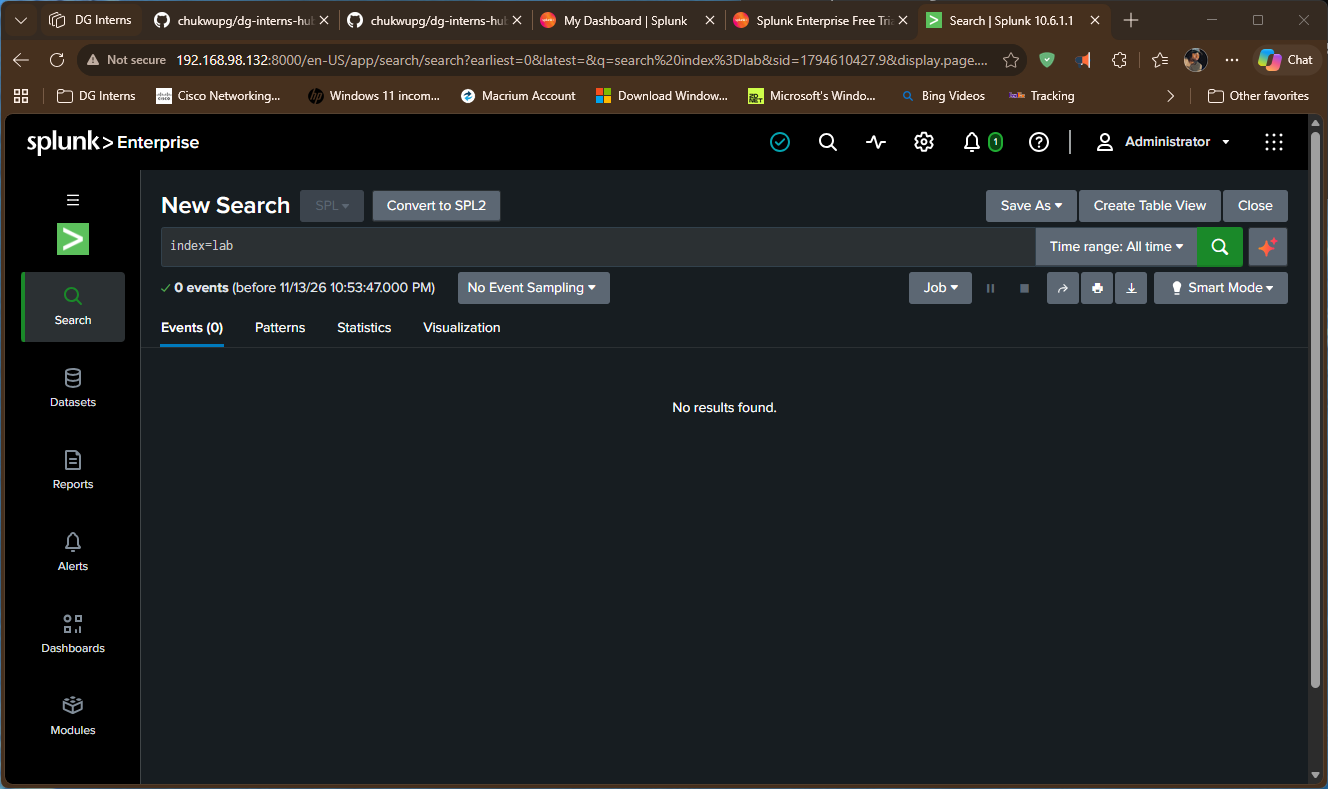 DG Interns
chukwupg/dg-interns-hub
chukwupg/dg-interns-hub
My Dashboard | Splunk
Splunk Enterprise Free Tria
Search | Splunk 10.6.1.1
Not secure 192.168.98.132:8000/en-US/app/search/search?earliest=0&latest=&q=search%20index%3Dlab&sid=1794610427.9&display.page....
Chat
DG Interns
Cisco Networking...
Windows 11 incom...
Macrium Account
Download Window...
Microsoft's Windo...
Bing Videos
Tracking
Other favorites
splunk> Enterprise
1
Administrator
New Search
SPL
Convert to SPL2
Save As
Create Table View
Close
index=lab
Time range: All time
0 events (before 11/13/26 10:53:47.000 PM)
No Event Sampling
Job
Smart Mode
Events (0)
Patterns
Statistics
Visualization
No results found.
Search
Datasets
Reports
Alerts
Dashboards
Modules